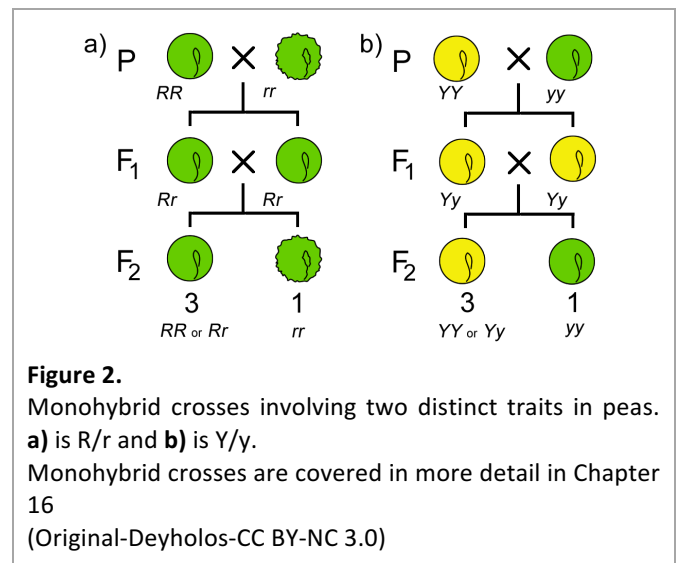 a) P RR rr
F1 Rr Rr
F2
3 1
RR or Rr rr
b) P YY yy
F1 Yy Yy
F2
3 1
YY or Yy yy
Figure 2.
Monohybrid crosses involving two distinct traits in peas.
a) is R/r and b) is Y/y.
Monohybrid crosses are covered in more detail in Chapter
16
(Original-Deyholos-CC BY-NC 3.0)